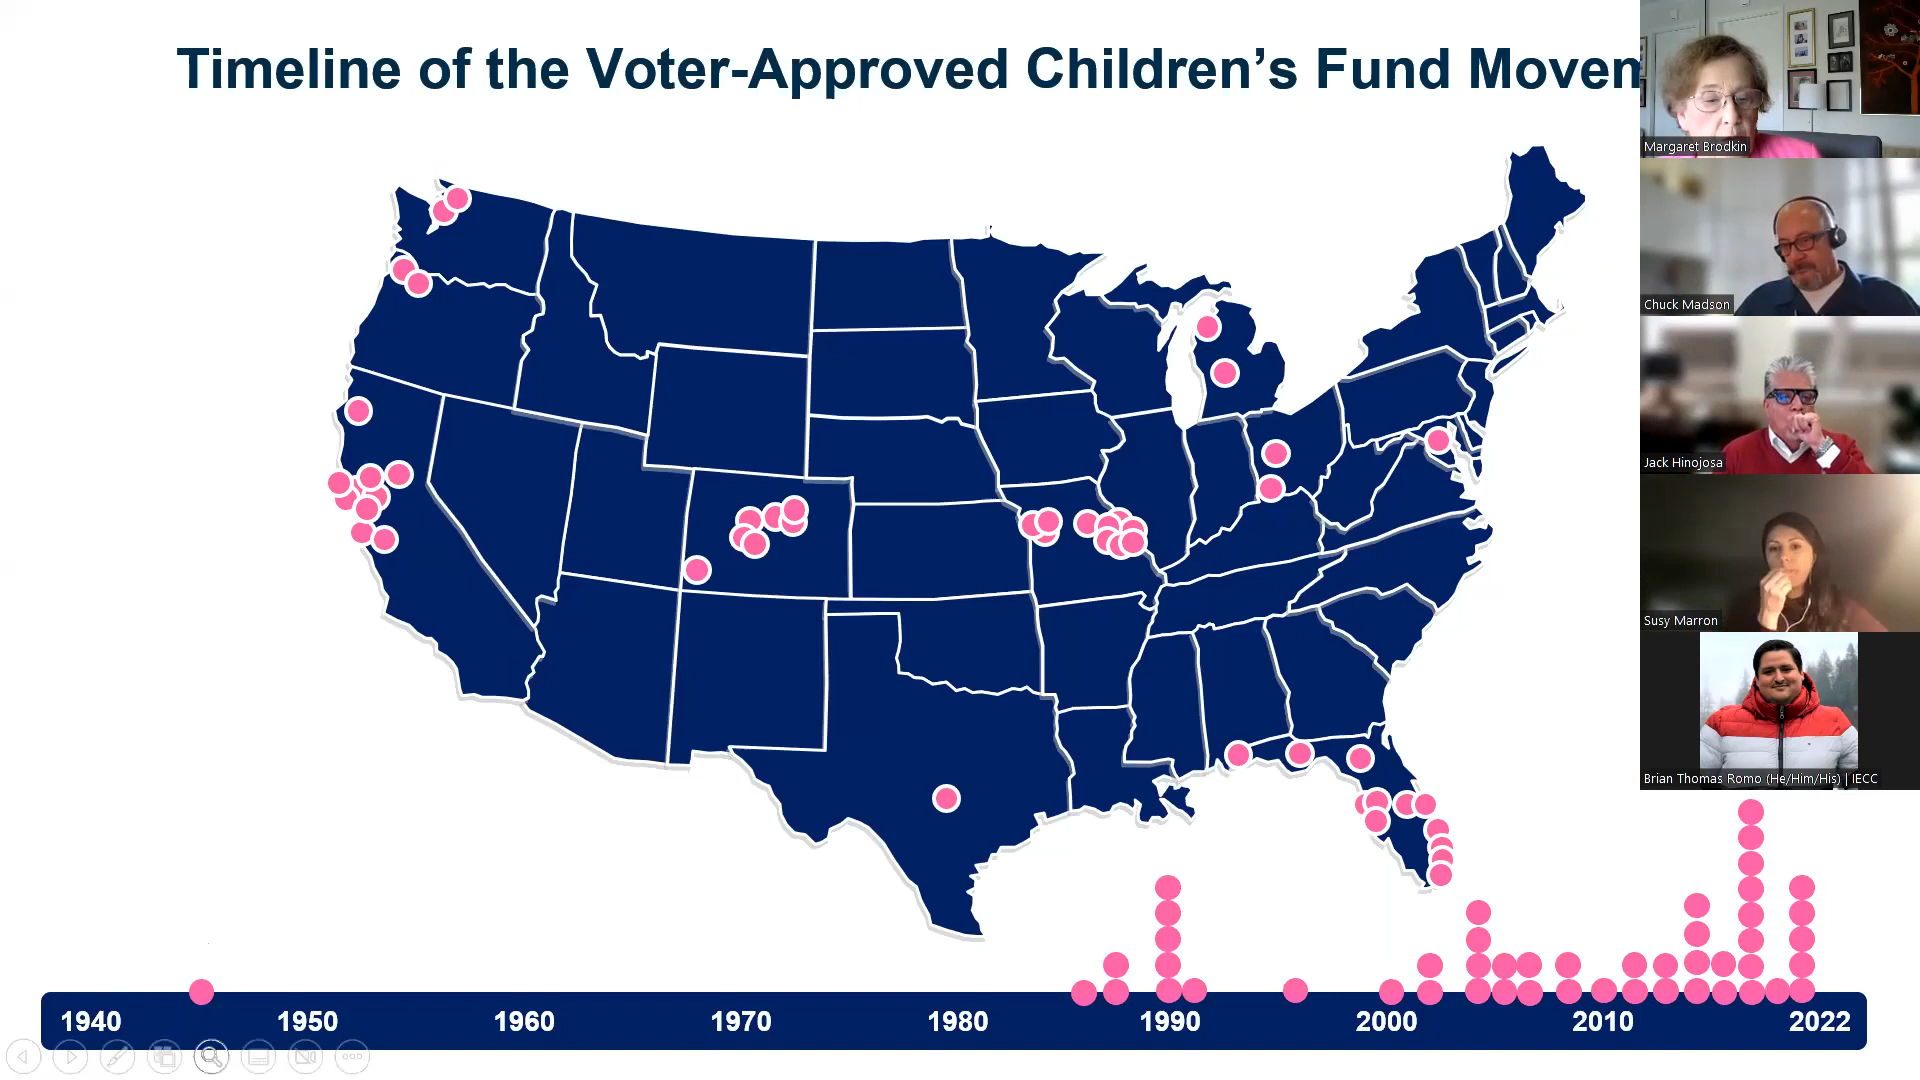 Timeline of the Voter-Approved Children's Fund Movem
Margaret Brodkin
Chuck Madson
Jack Hinojosa
Susy Marron
Brian Thomas Romo (He/Him/His) | IECC
1940 1950 1960 1970 1980 1990 2000 2010 2022